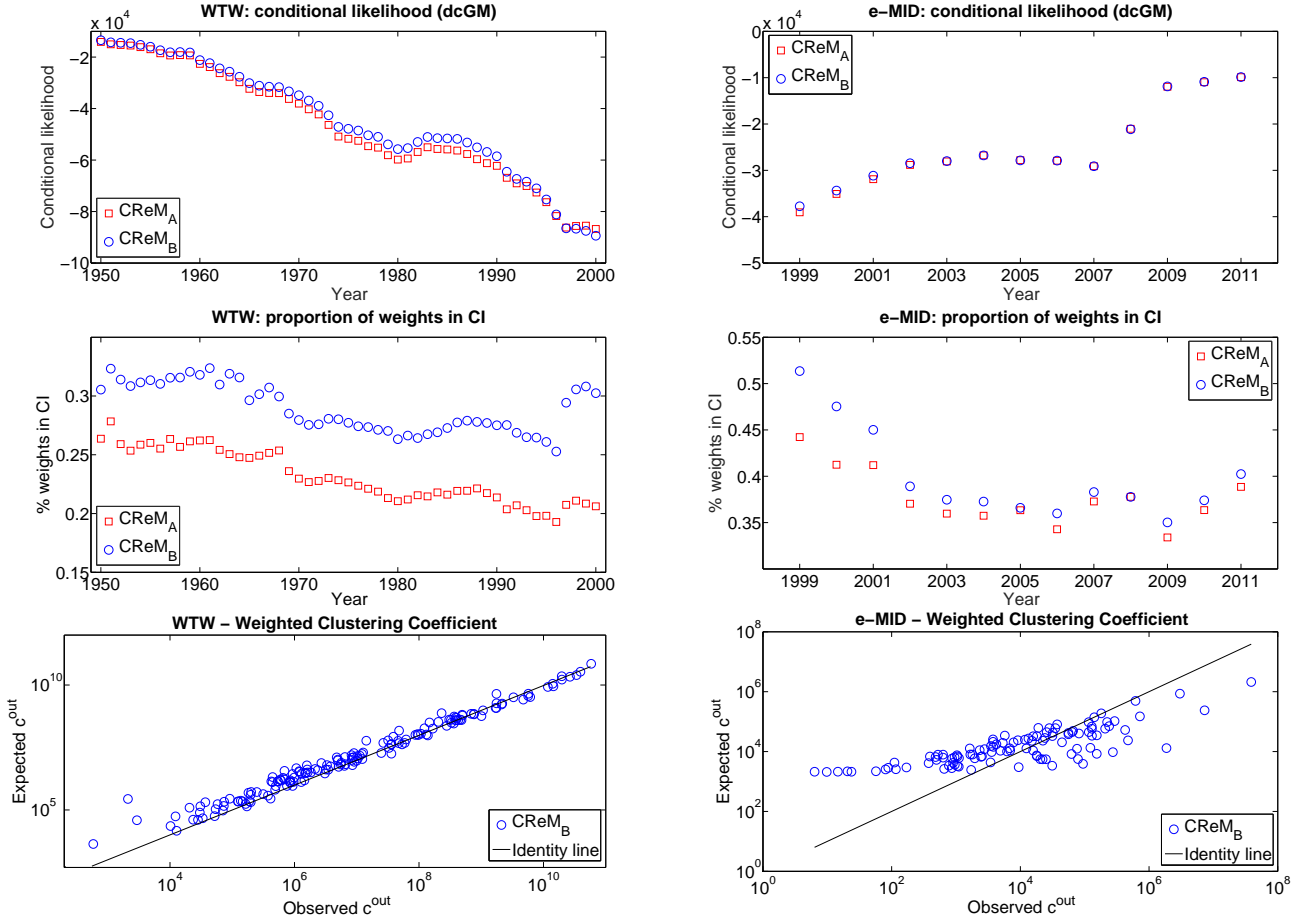 WTW: conditional likelihood (dcGM)
x 10^4
−2
−4
−6
−8
−10
Conditional likelihood
CReM_A
CReM_B
1950 1960 1970 1980 1990 2000
Year
e−MID: conditional likelihood (dcGM)
x 10^4
0
−1
−2
−3
−4
−5
Conditional likelihood
CReM_A
CReM_B
1999 2001 2003 2005 2007 2009 2011
Year
WTW: proportion of weights in CI
0.3
0.25
0.2
0.15
% weights in CI
CReM_A
CReM_B
1950 1960 1970 1980 1990 2000
Year
e−MID: proportion of weights in CI
0.55
0.5
0.45
0.4
0.35
% weights in CI
CReM_A
CReM_B
1999 2001 2003 2005 2007 2009 2011
Year
WTW − Weighted Clustering Coefficient
10^10
10^5
Expected c^out
CReM_B
Identity line
10^4 10^6 10^8 10^10
Observed c^out
e−MID − Weighted Clustering Coefficient
10^8
10^6
10^4
10^2
10^0
Expected c^out
CReM_B
Identity line
10^0 10^2 10^4 10^6 10^8
Observed c^out